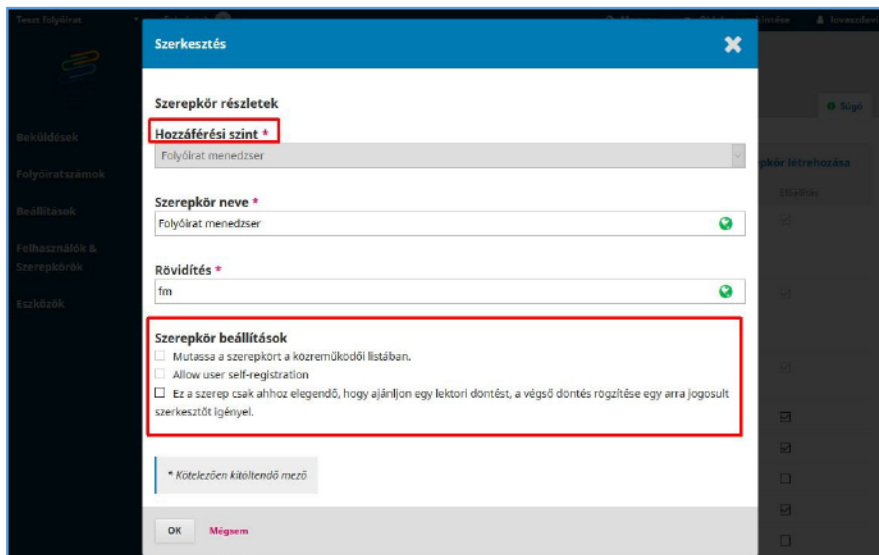 Teszt folyóirat
Szerkesztés
Súgó
Szerepkör részletek
Hozzáférési szint *
Folyóirat menedzser
Beküldések
Folyóiratszámok
Beállítások
Felhasználók &
Szerepkörök
Eszközök
pkör létrehozása
Szerepkör neve *
Folyóirat menedzser
Rövidítés *
fm
Szerepkör beállítások
Mutassa a szerepkört a közreműködői listában.
Allow user self-registration
Ez a szerep csak ahhoz elegendő, hogy ajánljon egy lektori döntést, a végső döntés rögzítése egy arra jogosult
szerkesztőt igényel.
* Kötelezően kitöltendő mező
OK Mégsem